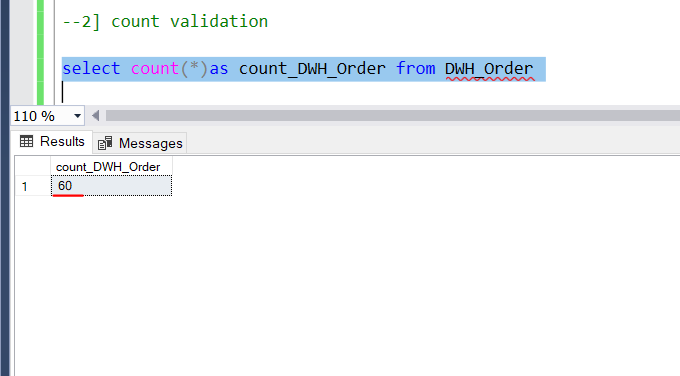 --2] count validation
select count(*)as count_DWH_Order from DWH_Order
110 %
Results Messages
count_DWH_Order
1 60